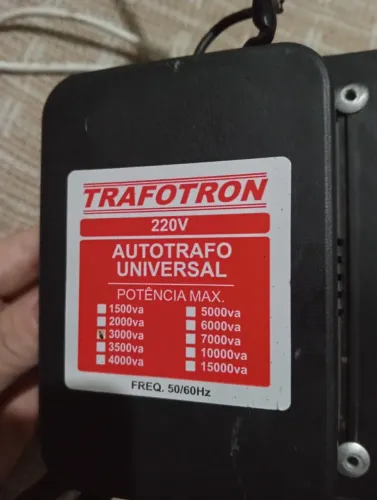 TRAFOTRON
220V
AUTOTRAFO
UNIVERSAL
POTÊNCIA MAX.
1500va
2000va
3000va
3500va
4000va
5000va
6000va
7000va
10000va
15000va
FREQ. 50/60Hz